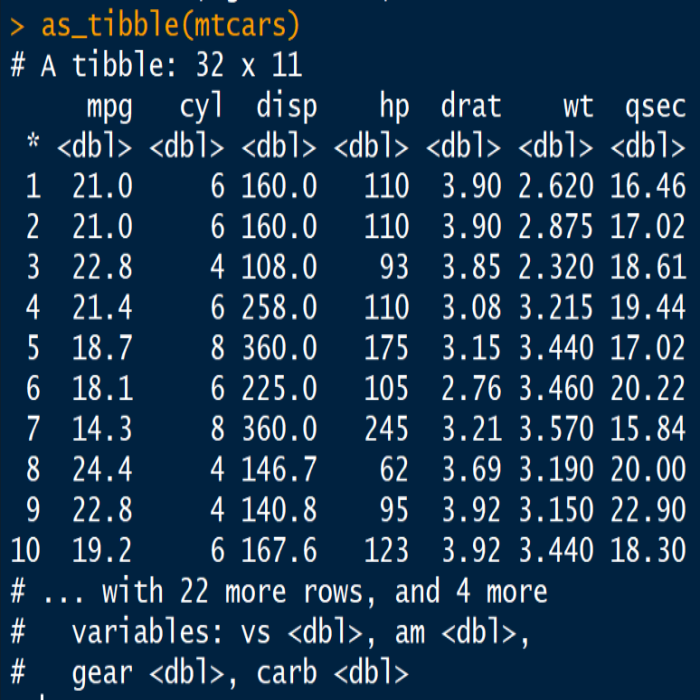 > as_tibble(mtcars)
# A tibble: 32 x 11
mpg cyl disp hp drat wt qsec
* <dbl> <dbl> <dbl> <dbl> <dbl> <dbl> <dbl>
1 21.0 6 160.0 110 3.90 2.620 16.46
2 21.0 6 160.0 110 3.90 2.875 17.02
3 22.8 4 108.0 93 3.85 2.320 18.61
4 21.4 6 258.0 110 3.08 3.215 19.44
5 18.7 8 360.0 175 3.15 3.440 17.02
6 18.1 6 225.0 105 2.76 3.460 20.22
7 14.3 8 360.0 245 3.21 3.570 15.84
8 24.4 4 146.7 62 3.69 3.190 20.00
9 22.8 4 140.8 95 3.92 3.150 22.90
10 19.2 6 167.6 123 3.92 3.440 18.30
# ... with 22 more rows, and 4 more
# variables: vs <dbl>, am <dbl>,
# gear <dbl>, carb <dbl>